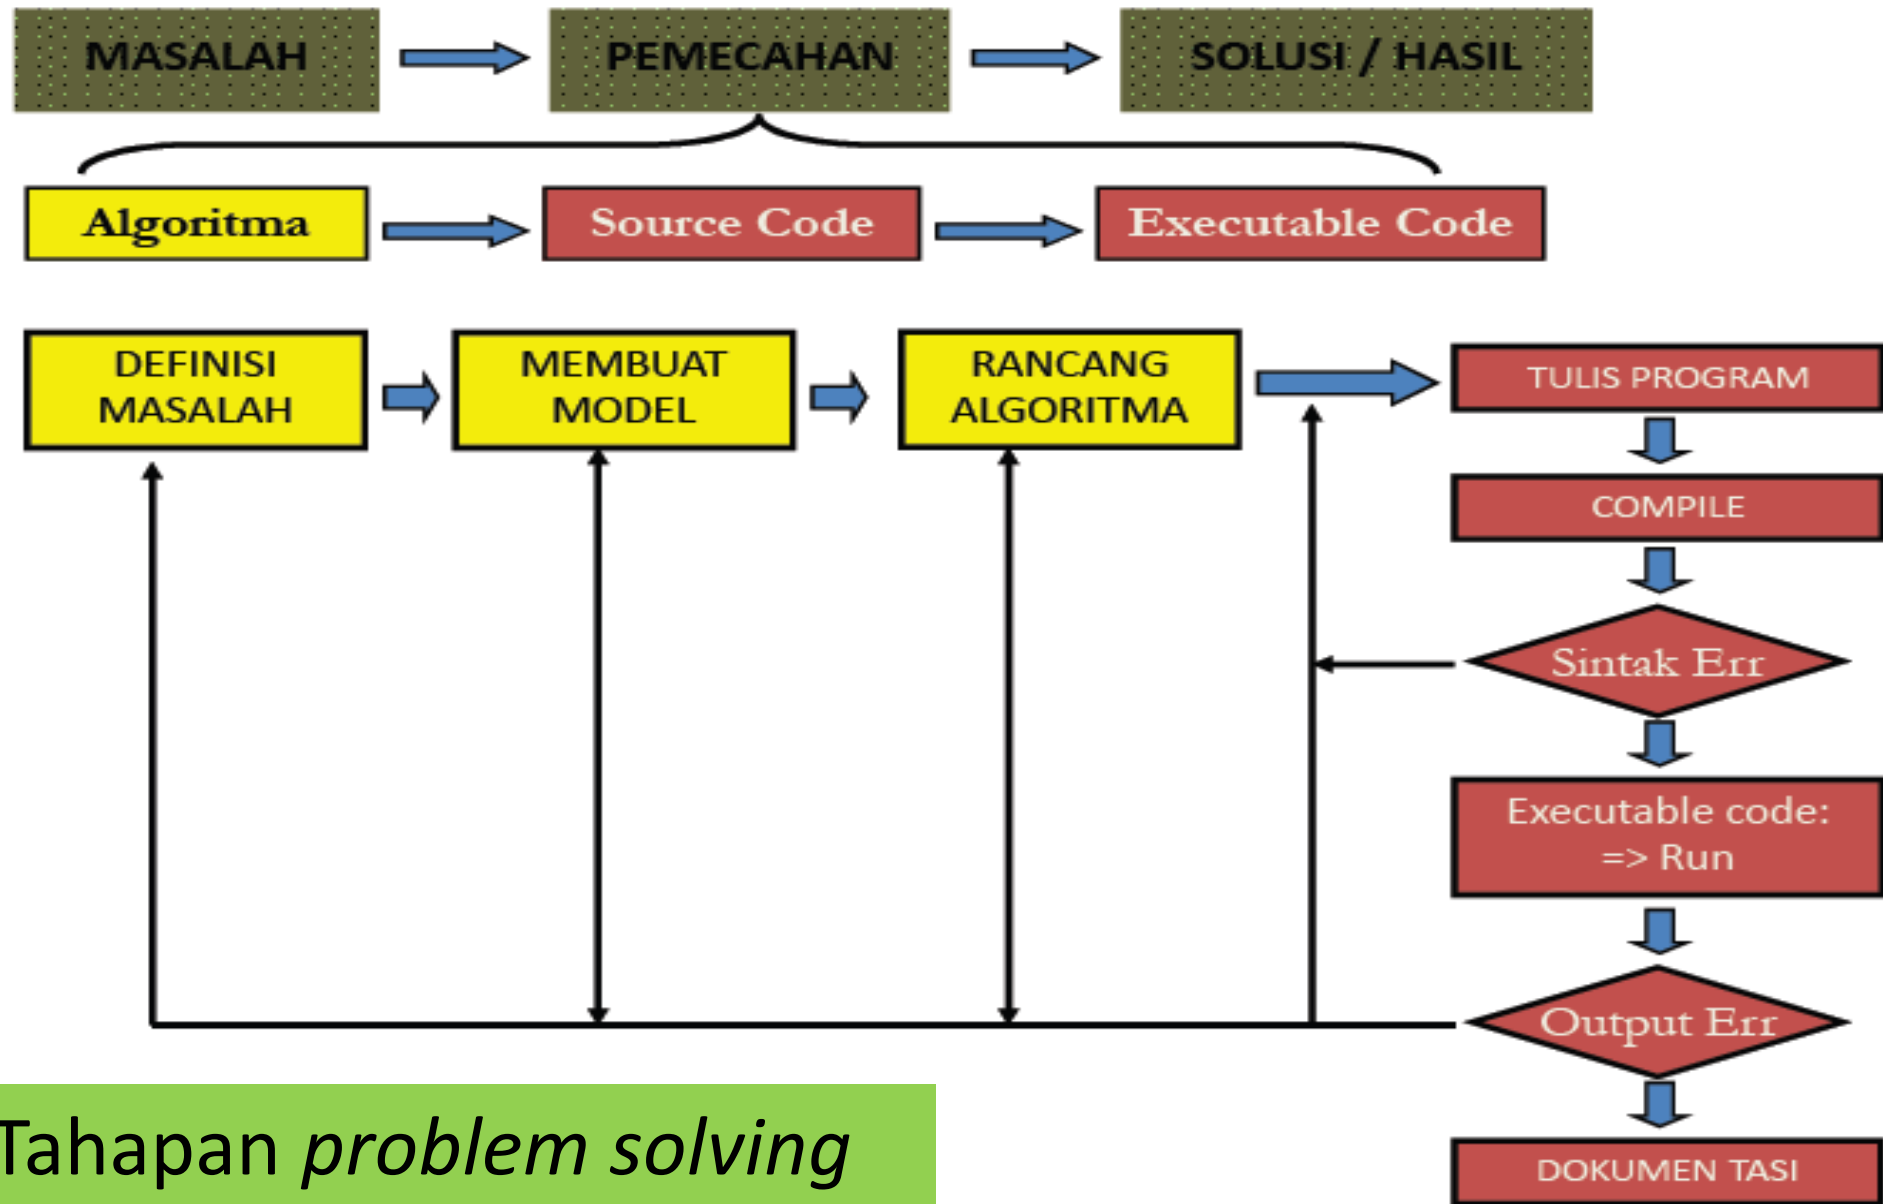 MASALAH
PEMECAHAN
SOLUSI / HASIL
Algoritma
Source Code
Executable Code
DEFINISI
MASALAH
MEMBUAT
MODEL
RANCANG
ALGORITMA
TULIS PROGRAM
COMPILE
Sintak Err
Executable code:
=> Run
Output Err
DOKUMEN TASI
Tahapan problem solving